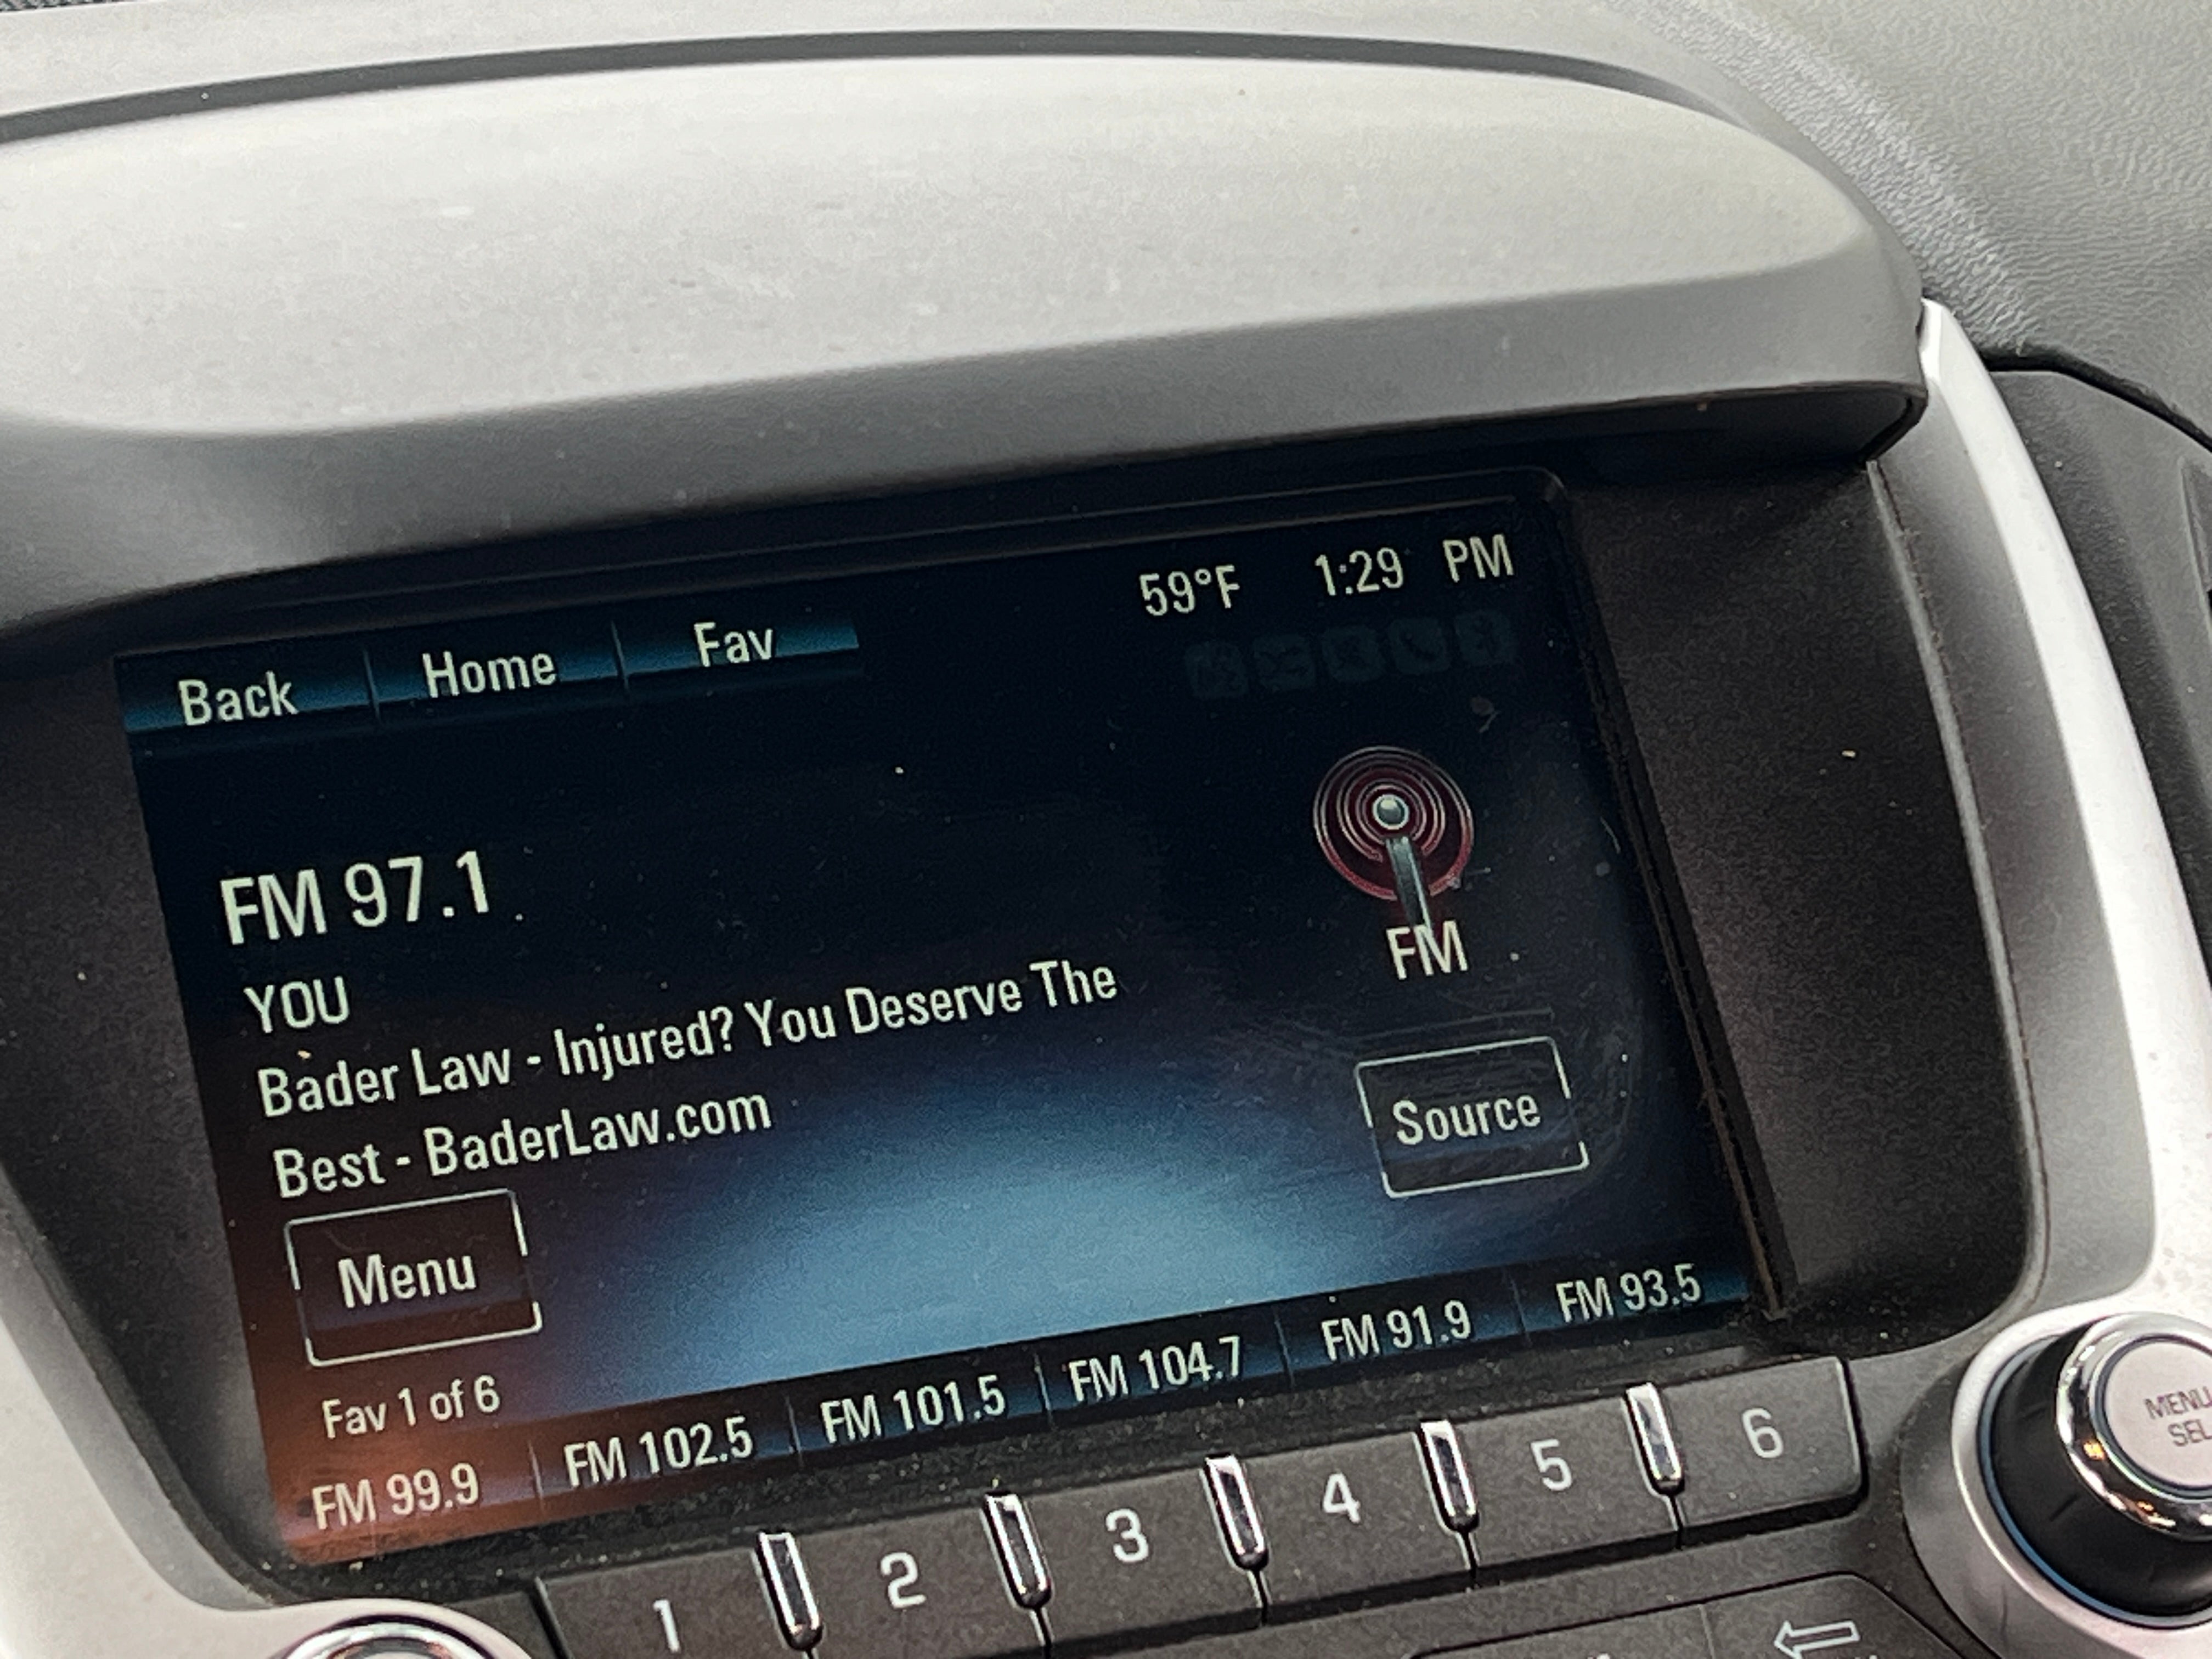 59°F 1:29 PM
Back Home Fav
FM 97.1
YOU
Bader Law - Injured? You Deserve The
Best - BaderLaw.com
FM
Source
Menu
Fav 1 of 6
FM 99.9 FM 102.5 FM 101.5 FM 104.7 FM 91.9 FM 93.5
1 2 3 4 5 6
MENU
SEL